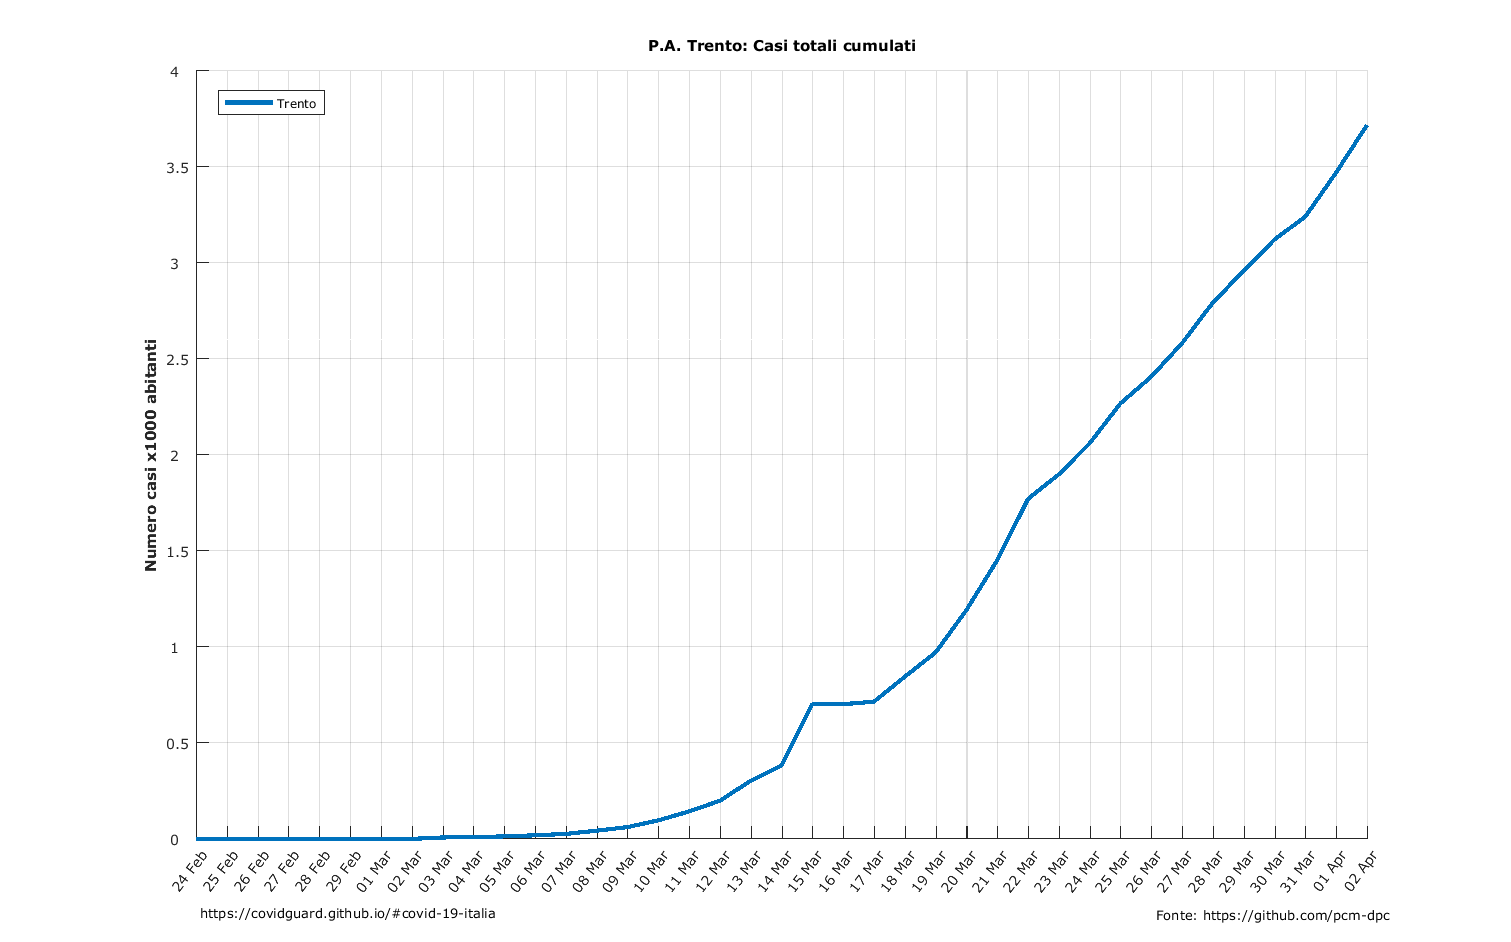 P.A. Trento: Casi totali cumulati
Trento
Numero casi x1000 abitanti
4
3.5
3
2.5
2
1.5
1
0.5
0
24 Feb
25 Feb
26 Feb
27 Feb
28 Feb
29 Feb
01 Mar
02 Mar
03 Mar
04 Mar
05 Mar
06 Mar
07 Mar
08 Mar
09 Mar
10 Mar
11 Mar
12 Mar
13 Mar
14 Mar
15 Mar
16 Mar
17 Mar
18 Mar
19 Mar
20 Mar
21 Mar
22 Mar
23 Mar
24 Mar
25 Mar
26 Mar
27 Mar
28 Mar
29 Mar
30 Mar
31 Mar
01 Apr
02 Apr
https://covidguard.github.io/#covid-19-italia
Fonte: https://github.com/pcm-dpc